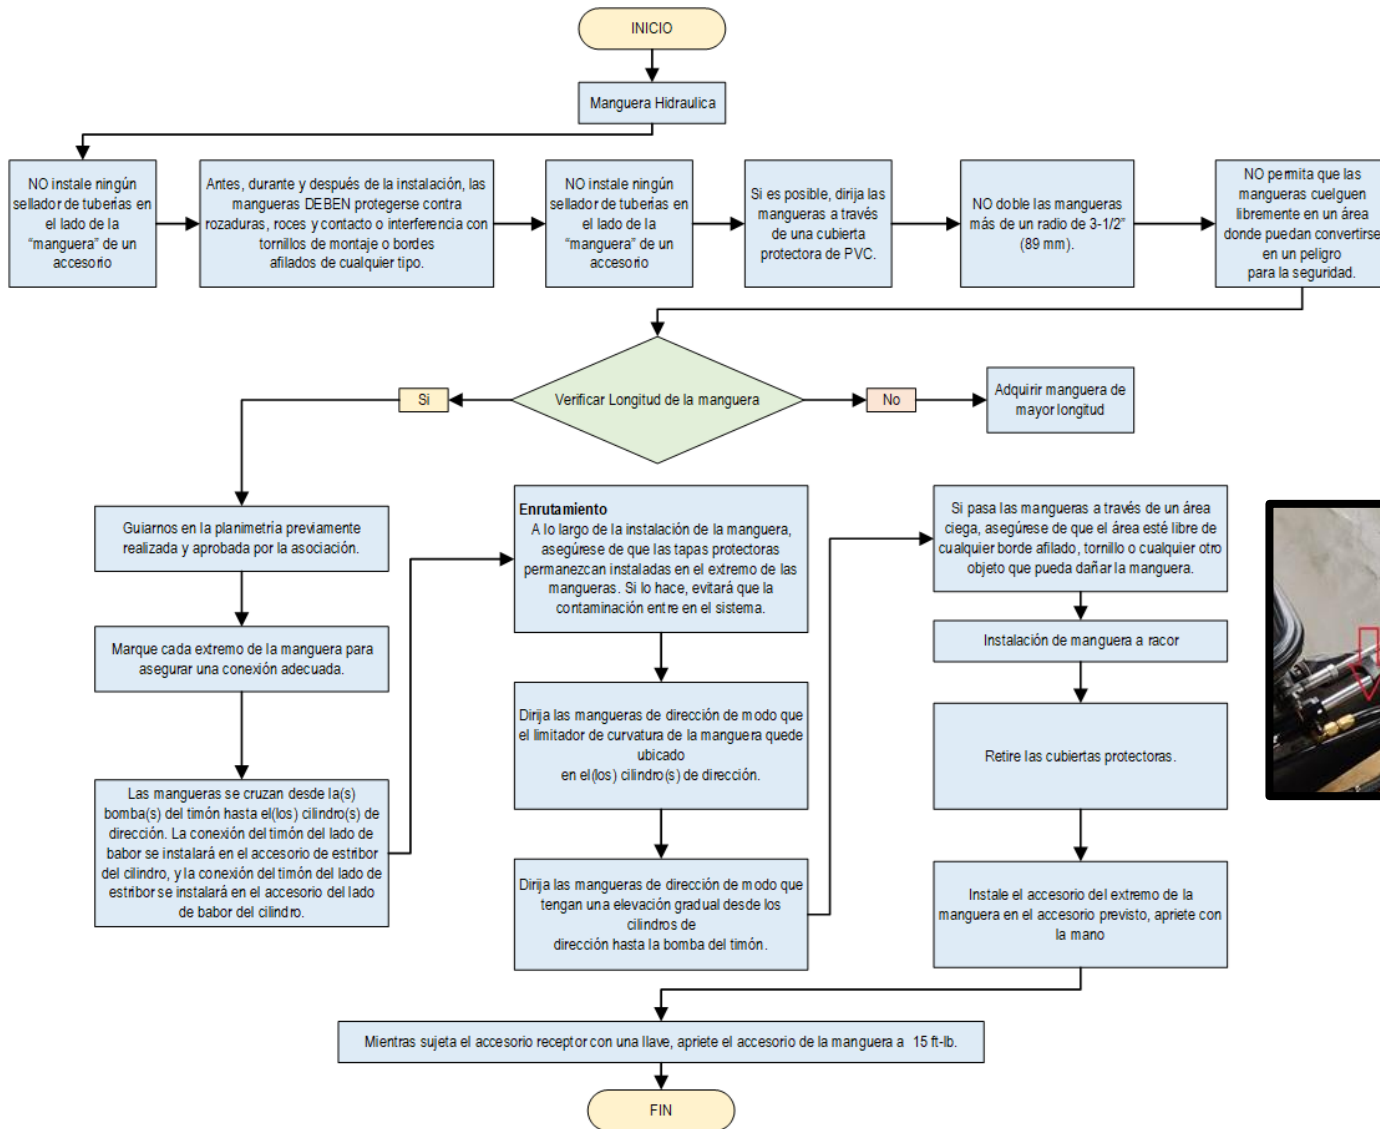 INICIO
Manguera Hidraulica
NO instale ningún
sellador de tuberías en
el lado de la
“manguera” de un
accesorio
Antes, durante y después de la instalación, las
mangueras DEBEN protegerse contra
rozaduras, roces y contacto o interferencia con
tornillos de montaje o bordes
afilados de cualquier tipo.
NO instale ningún
sellador de tuberías en
el lado de la
“manguera” de un
accesorio
Si es posible, dirija las
mangueras a través
de una cubierta
protectora de PVC.
NO doble las mangueras
más de un radio de 3-1/2”
(89 mm).
NO permita que las
mangueras cuelguen
libremente en un área
donde puedan convertirse
en un peligro
para la seguridad.
Verificar Longitud de la manguera
Si
No
Adquirir manguera de
mayor longitud
Guiarnos en la planimetría previamente
realizada y aprobada por la asociación.
Marque cada extremo de la manguera para
asegurar una conexión adecuada.
Las mangueras se cruzan desde la(s)
bomba(s) del timón hasta el(los) cilindro(s) de
dirección. La conexión del timón del lado de
babor se instalará en el accesorio de estribor
del cilindro, y la conexión del timón del lado de
estribor se instalará en el accesorio del lado
de babor del cilindro.
Enrutamiento
A lo largo de la instalación de la manguera,
asegúrese de que las tapas protectoras
permanezcan instaladas en el extremo de las
mangueras. Si lo hace, evitará que la
contaminación entre en el sistema.
Dirija las mangueras de dirección de modo que
el limitador de curvatura de la manguera quede
ubicado
en el(los) cilindro(s) de dirección.
Dirija las mangueras de dirección de modo que
tengan una elevación gradual desde los
cilindros de
dirección hasta la bomba del timón.
Si pasa las mangueras a través de un área
ciega, asegúrese de que el área esté libre de
cualquier borde afilado, tornillo o cualquier otro
objeto que pueda dañar la manguera.
Instalación de manguera a racor
Retire las cubiertas protectoras.
Instale el accesorio del extremo de la
manguera en el accesorio previsto, apriete con
la mano
Mientras sujeta el accesorio receptor con una llave, apriete el accesorio de la manguera a 15 ft-lb.
FIN